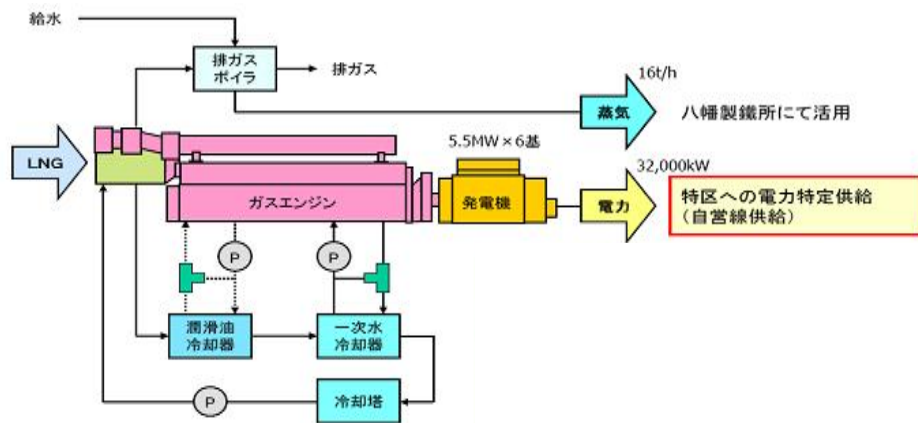 給水
排ガス
ボイラ
排ガス
16t/h
蒸気
八幡製鐵所にて活用
LNG
5.5MW×6基
32,000kW
ガスエンジン
発電機
電力
特区への電力特定供給
(自営線供給)
P
P
潤滑油
冷却器
一次水
冷却器
P
冷却塔